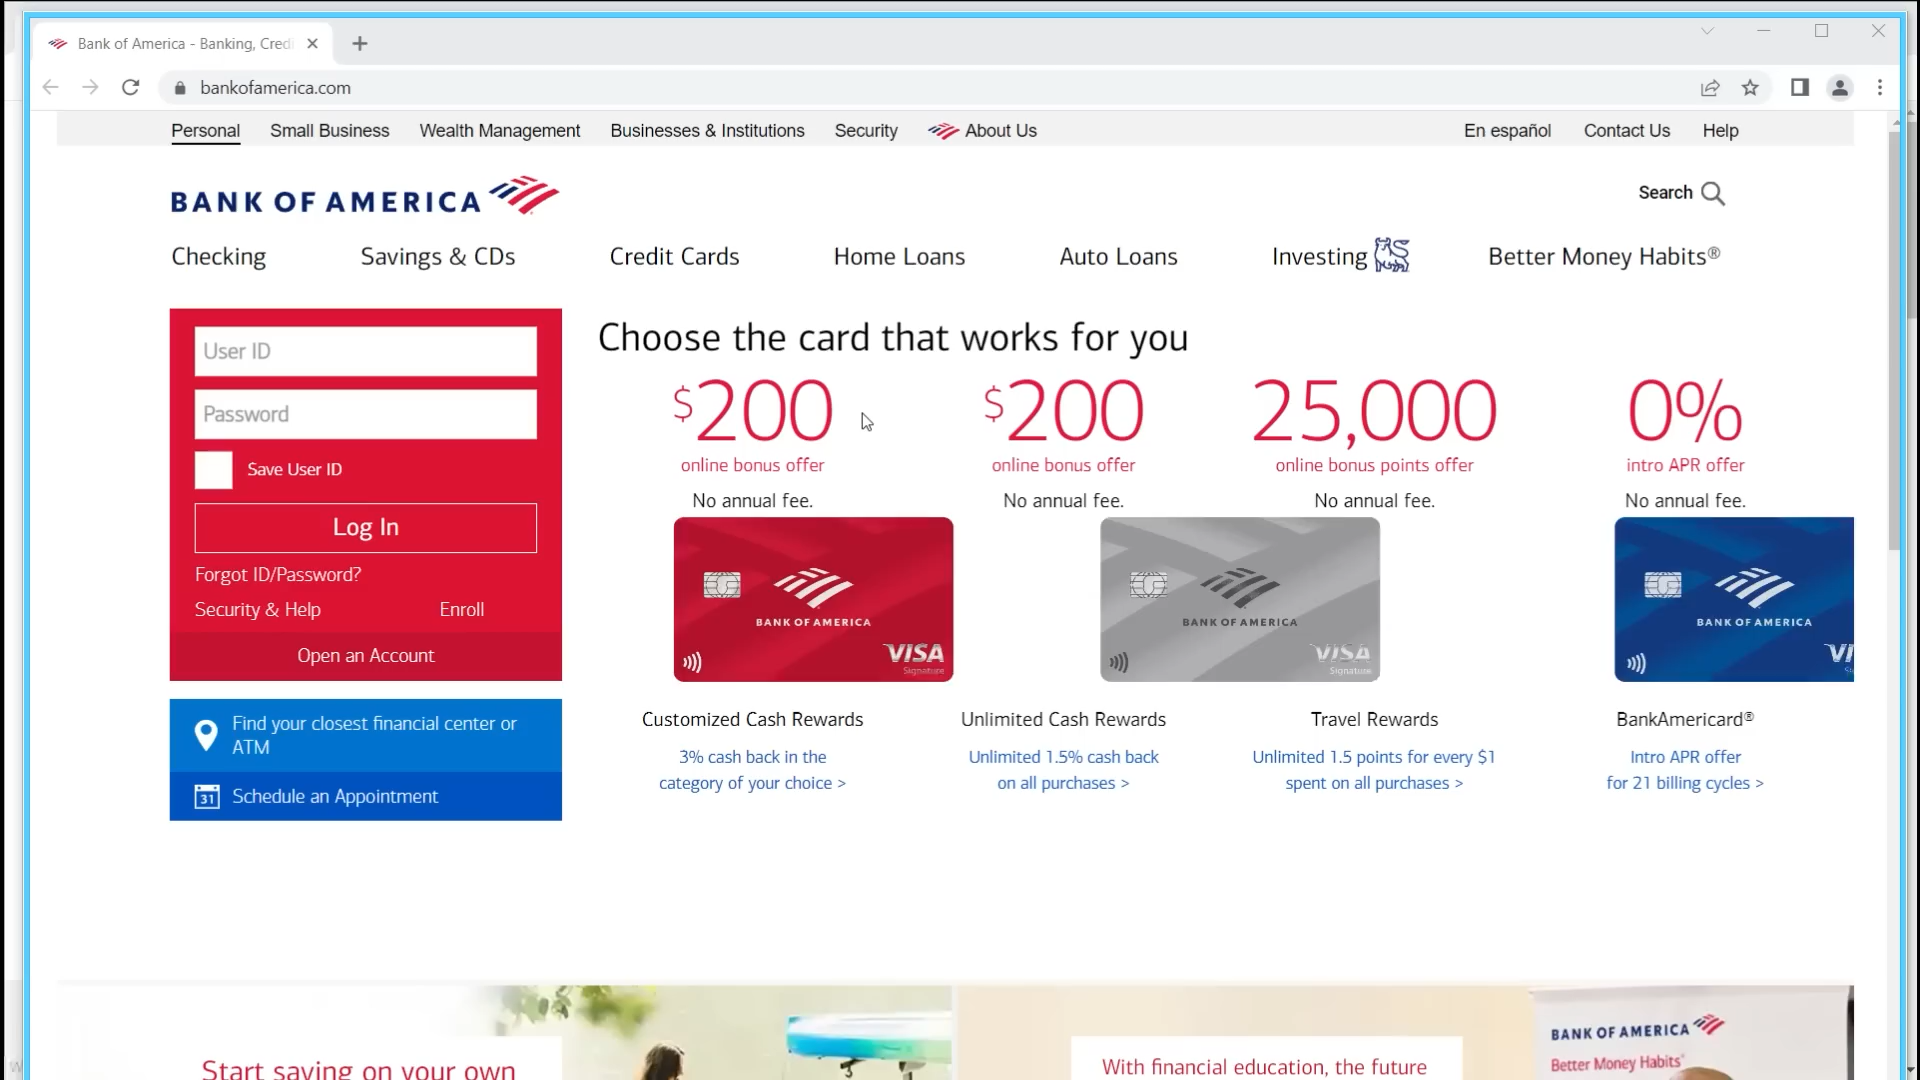 Bank of America - Banking, Cred
bankofamerica.com
Personal Small Business Wealth Management Businesses & Institutions Security About Us En español Contact Us Help
BANK OF AMERICA
Search
Checking Savings & CDs Credit Cards Home Loans Auto Loans Investing Better Money Habits®
User ID
Password
Save User ID
Log In
Forgot ID/Password?
Security & Help Enroll
Open an Account
Find your closest financial center or
ATM
31 Schedule an Appointment
Choose the card that works for you
$200 $200 25,000 0%
online bonus offer online bonus offer online bonus points offer intro APR offer
No annual fee. No annual fee. No annual fee. No annual fee.
BANK OF AMERICA BANK OF AMERICA BANK OF AMERICA
VISA VISA VI
Signature Signature
Customized Cash Rewards Unlimited Cash Rewards Travel Rewards BankAmericard®
3% cash back in the Unlimited 1.5% cash back Unlimited 1.5 points for every $1 Intro APR offer
category of your choice > on all purchases > spent on all purchases > for 21 billing cycles >
Start saving on your own
With financial education, the future
BANK OF AMERICA
Better Money Habits®